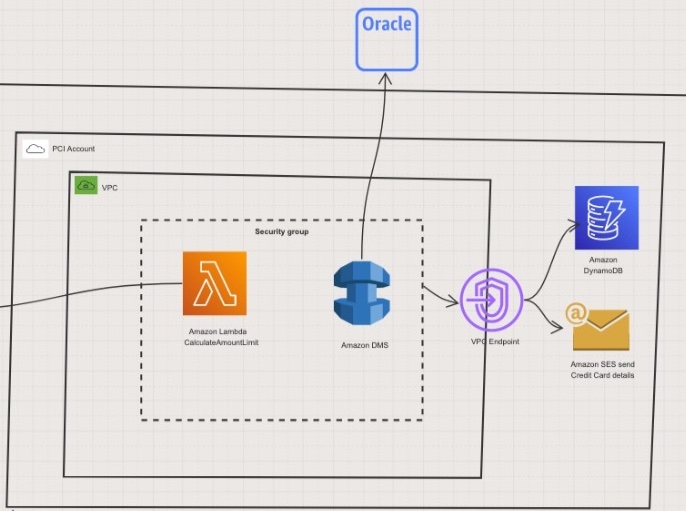 Oracle
PCI Account
VPC
Security group
Amazon Lambda
CalculateAmountLimit
Amazon DMS
VPC Endpoint
Amazon
DynamoDB
@
Amazon SES send
Credit Card details